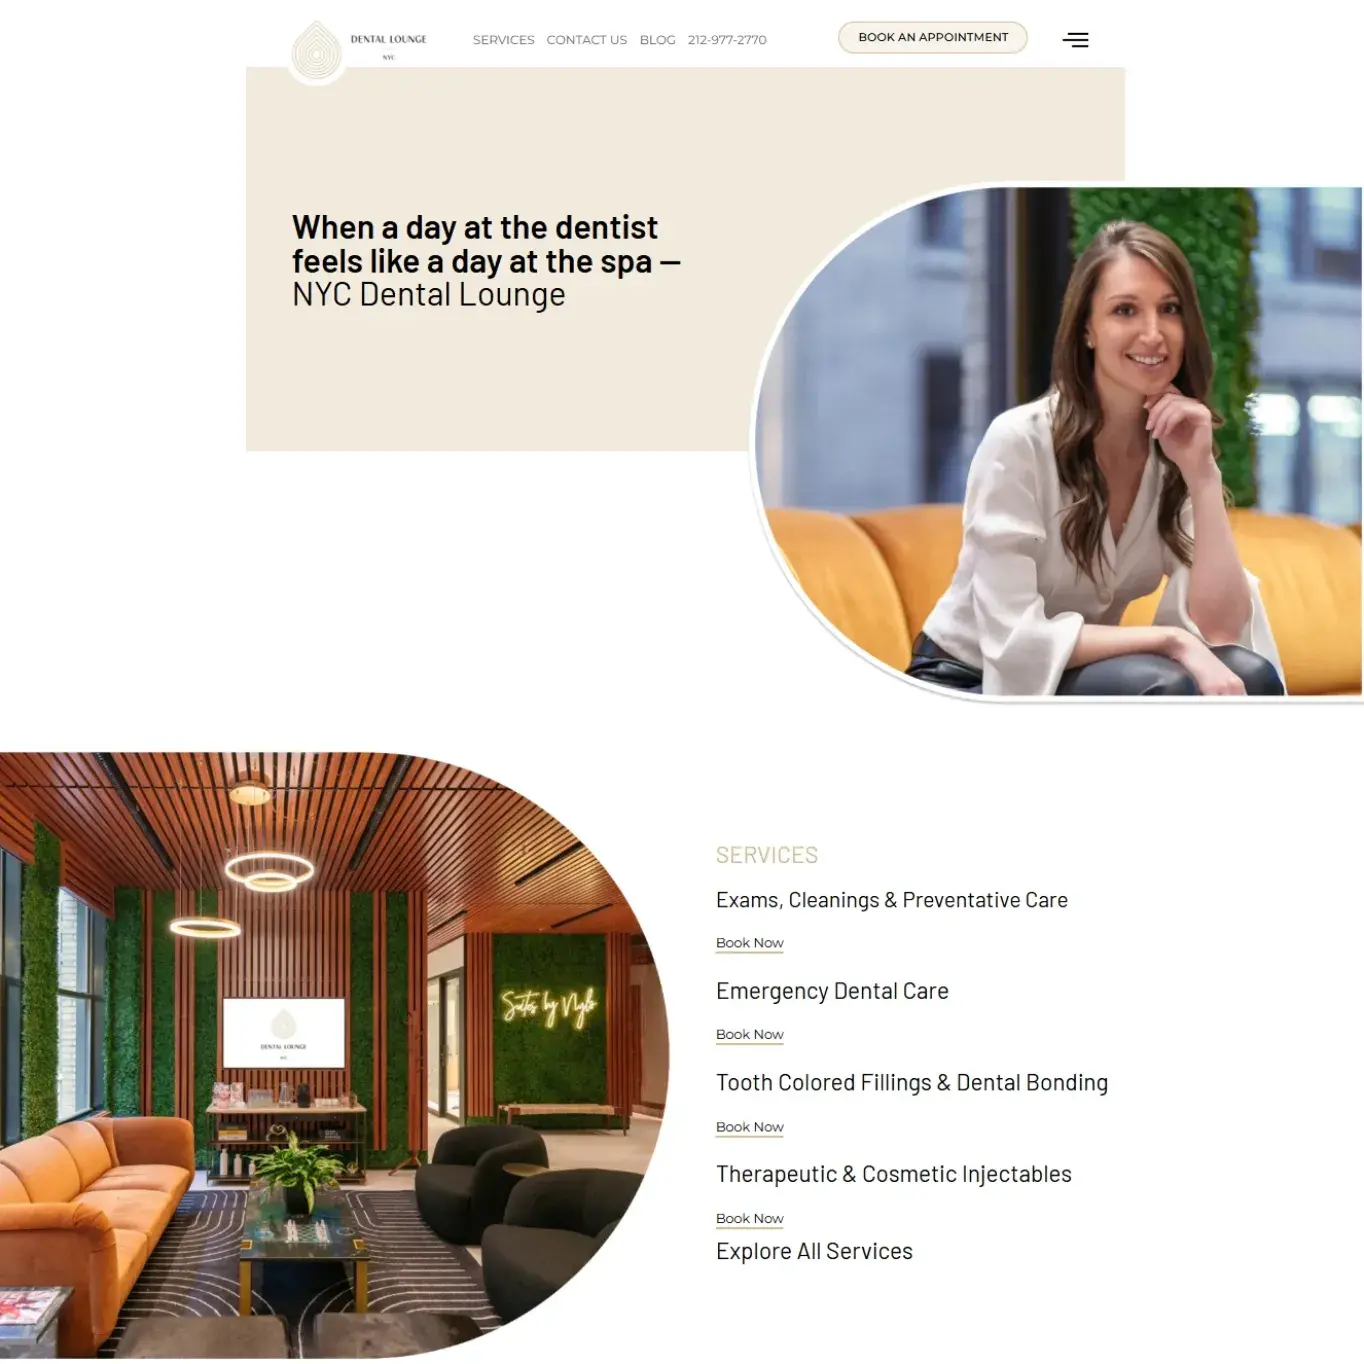 DENTAL LOUNGE
NYC
SERVICES CONTACT US BLOG 212-977-2770
BOOK AN APPOINTMENT
When a day at the dentist
feels like a day at the spa —
NYC Dental Lounge
SERVICES
Exams, Cleanings & Preventative Care
Book Now
Emergency Dental Care
Book Now
Tooth Colored Fillings & Dental Bonding
Book Now
Therapeutic & Cosmetic Injectables
Book Now
Explore All Services
Suites by Nylo
DENTAL LOUNGE
NYC